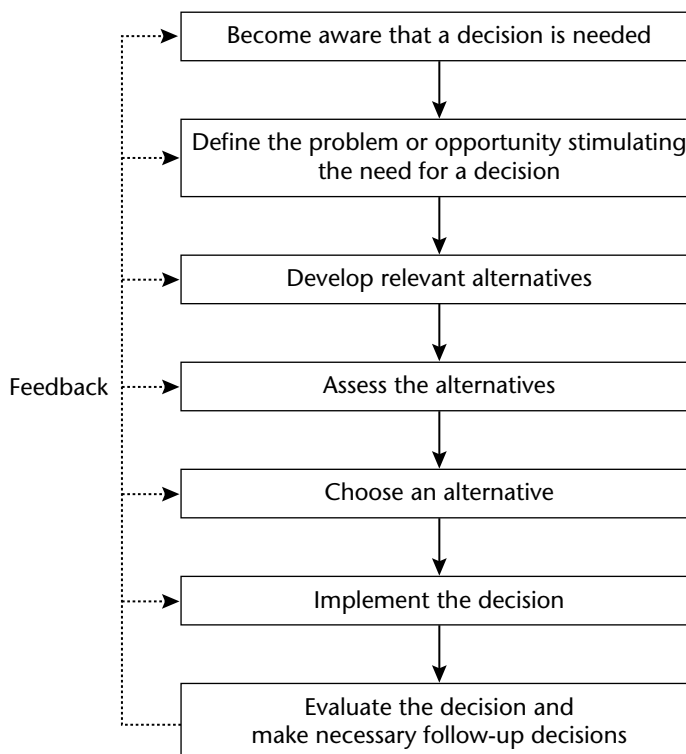 Become aware that a decision is needed
Define the problem or opportunity stimulating
the need for a decision
Develop relevant alternatives
Feedback
Assess the alternatives
Choose an alternative
Implement the decision
Evaluate the decision and
make necessary follow-up decisions